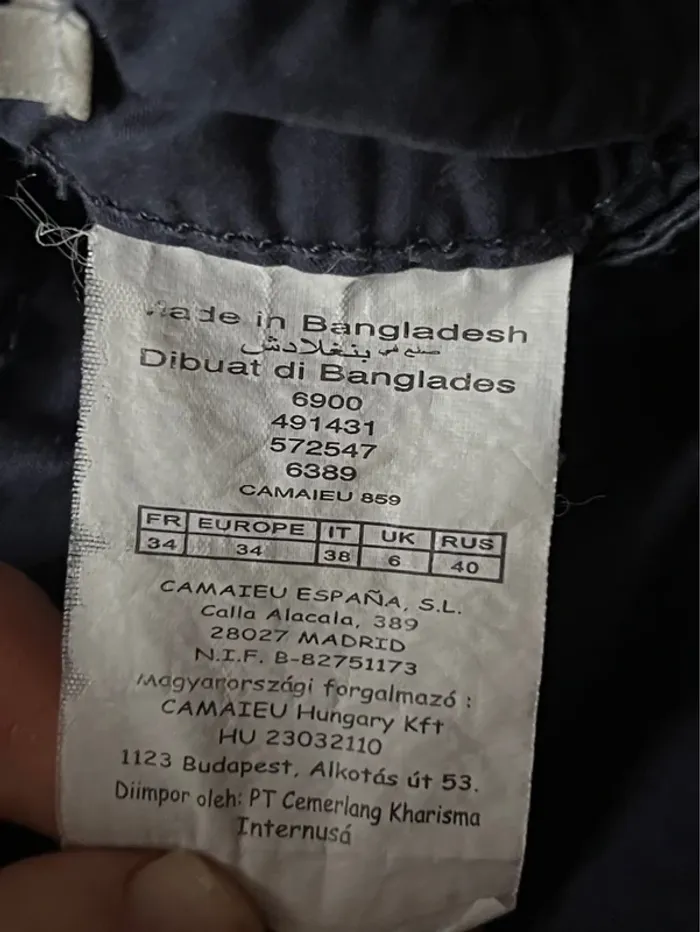 Made in Bangladesh
صنع في بنغلادش
Dibuat di Banglades
6900
491431
572547
6389
CAMAIEU 859
FR EUROPE IT UK RUS
34 34 38 6 40
CAMAIEU ESPAÑA, S.L.
Calla Alacala, 389
28027 MADRID
N.I.F. B-82751173
Magyarországi forgalmazó :
CAMAIEU Hungary Kft
HU 23032110
1123 Budapest, Alkotás út 53.
Diimpor oleh: PT Cemerlang Kharisma
Internusá